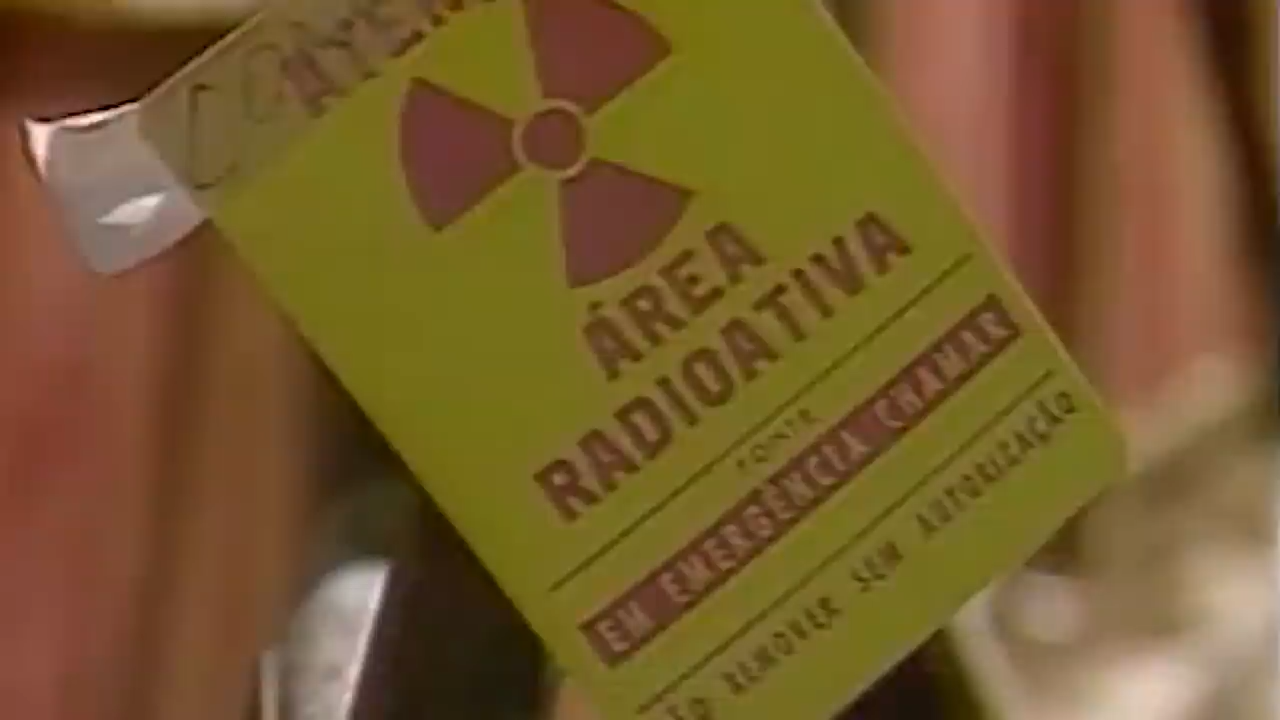 ÁREA
RADIOATIVA
FONTE
EM EMERGÊNCIA CHAMAR
REMOVER SEM AUTORIZAÇÃO